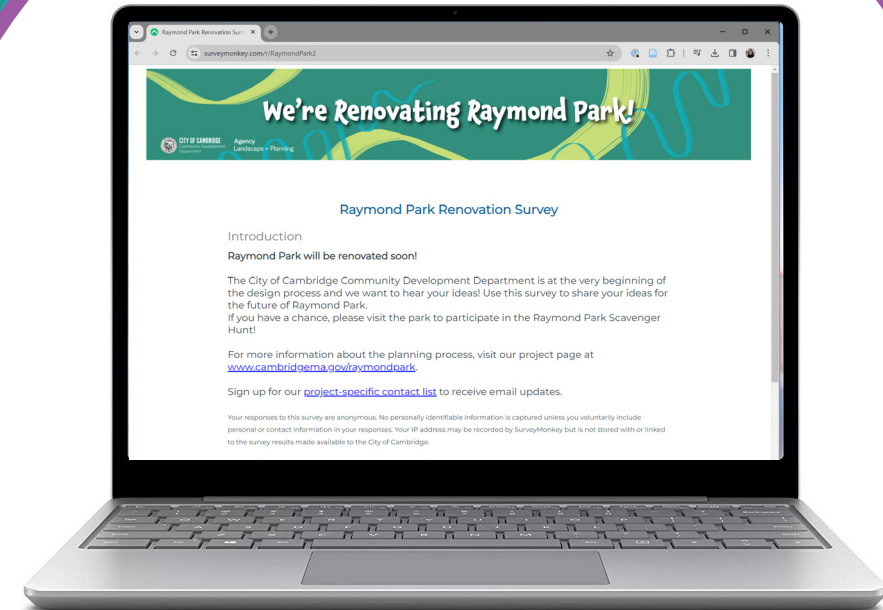 Raymond Park Renovation Sur
surveymonkey.com/r/RaymondPark2
We're Renovating Raymond Park!
CITY OF CAMBRIDGE
Community Development
Department
Agency
Landscape + Planning
Raymond Park Renovation Survey
Introduction
Raymond Park will be renovated soon!
The City of Cambridge Community Development Department is at the very beginning of
the design process and we want to hear your ideas! Use this survey to share your ideas for
the future of Raymond Park.
If you have a chance, please visit the park to participate in the Raymond Park Scavenger
Hunt!
For more information about the planning process, visit our project page at
www.cambridgema.gov/raymondpark.
Sign up for our project-specific contact list to receive email updates.
Your responses to this survey are anonymous. No personally identifiable information is captured unless you voluntarily include
personal or contact information in your responses. Your IP address may be recorded by SurveyMonkey but is not stored with or linked
to the survey results made available to the City of Cambridge.